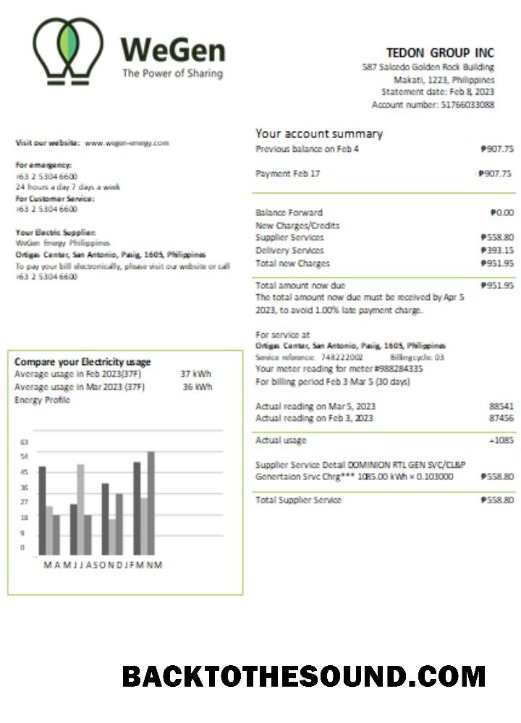 WeGen
The Power of Sharing
TEDON GROUP INC
587 Salcedo Golden Rock Building
Makati, 1223, Philippines
Statement date: Feb 8, 2023
Account number: 51766033088
Visit our website: www.wegen-energy.com
For emergency:
+63 2 5304 6600
24 hours a day 7 days a week
For Customer Service:
+63 2 5304 6600
Your Electric Supplier:
WeGen Energy Philippines
Ortigas Center, San Antonio, Pasig, 1605, Philippines
To pay your bill electronically, please visit our website or call
+63 2 5304 6600
Your account summary
Previous balance on Feb 4 ₱907.75
Payment Feb 17 -₱907.75
Balance Forward ₱0.00
New Charges/Credits
Supplier Services ₱558.80
Delivery Services ₱393.15
Total new Charges ₱951.95
Total amount now due ₱951.95
The total amount now due must be received by Apr 5
2023, to avoid 1.00% late payment charge.
For service at
Ortigas Center, San Antonio, Pasig, 1605, Philippines
Service reference: 748222002 Billing cycle: 03
Your meter reading for meter #988284335
For billing period Feb 3 Mar 5 (30 days)
Actual reading on Mar 5, 2023 88541
Actual reading on Feb 3, 2023 87456
Actual usage -1085
Supplier Service Detail DOMINION RTL GEN SVC/CL&P
Genertaion Srvc Chrg*** 1085.00 kWh × 0.103000 ₱558.80
Total Supplier Service ₱558.80
Compare your Electricity usage
Average usage in Feb 2023(37F) 37 kWh
Average usage in Mar 2023 (37F) 36 kWh
Energy Profile
63
54
45
36
27
18
9
0
M A M J J A S O N D J F M N M
BACKTOTHESOUND.COM